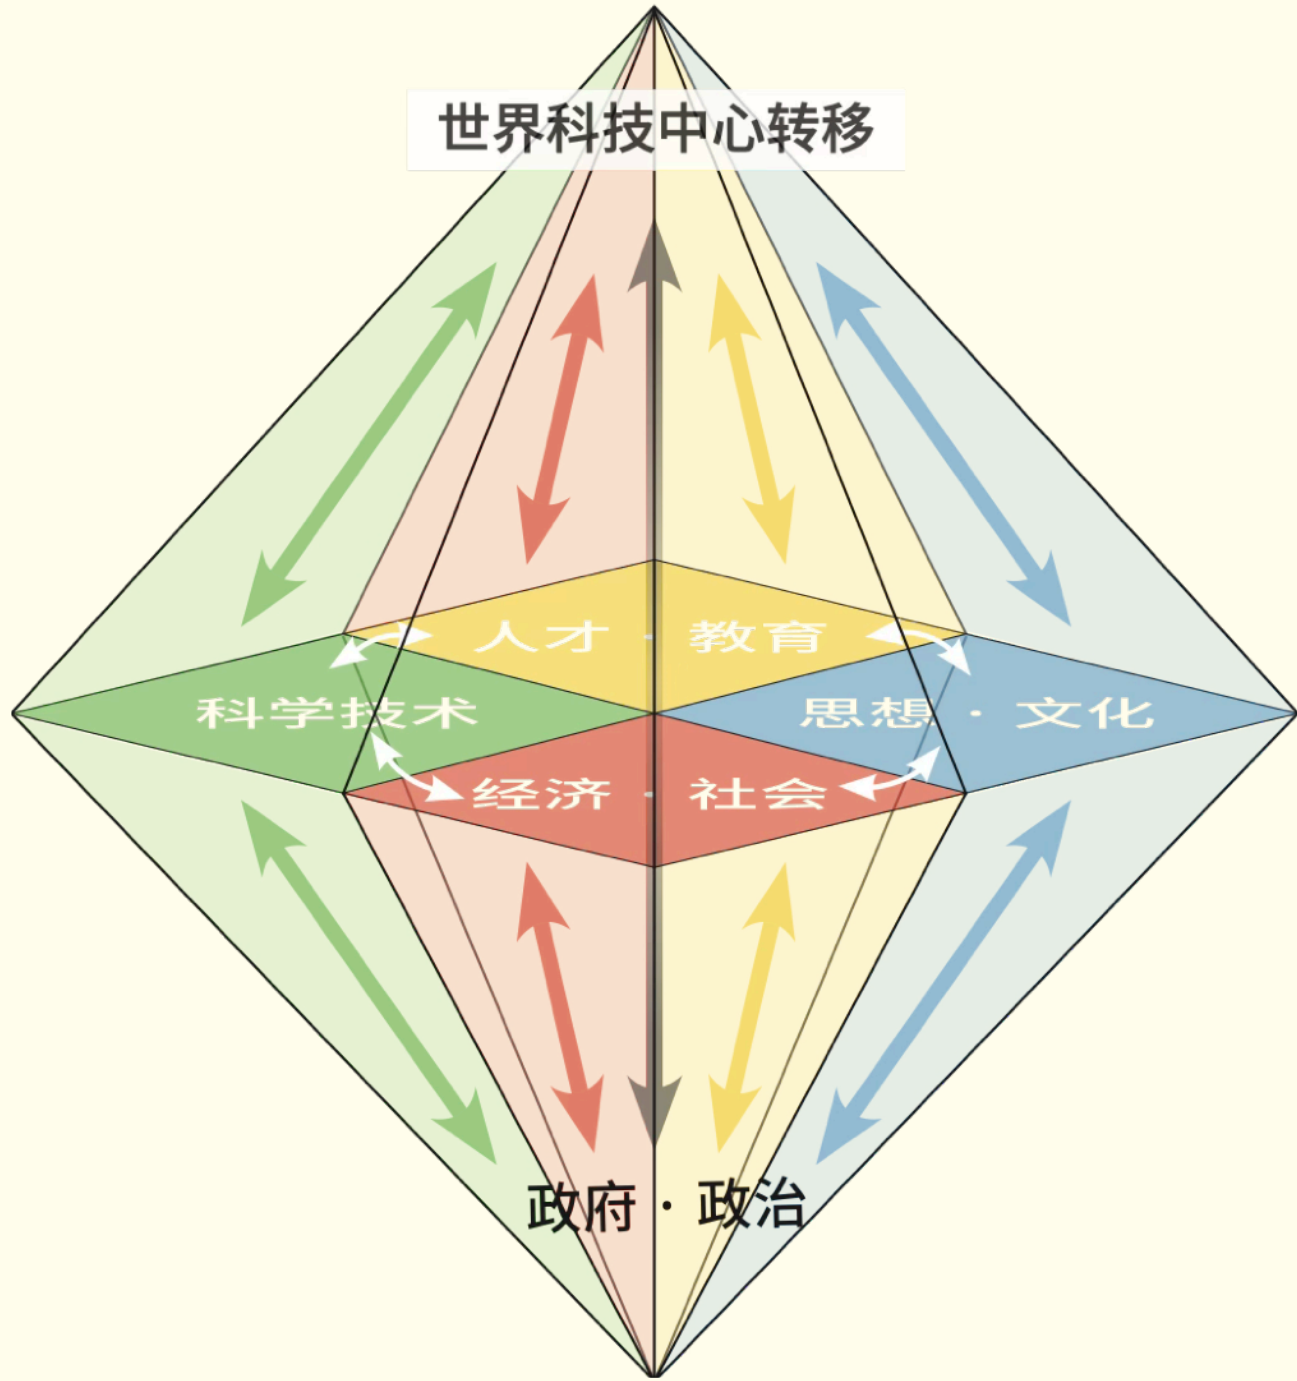 世界科技中心转移
人才 · 教育
科学技术
思想 · 文化
经济 · 社会
政府 · 政治